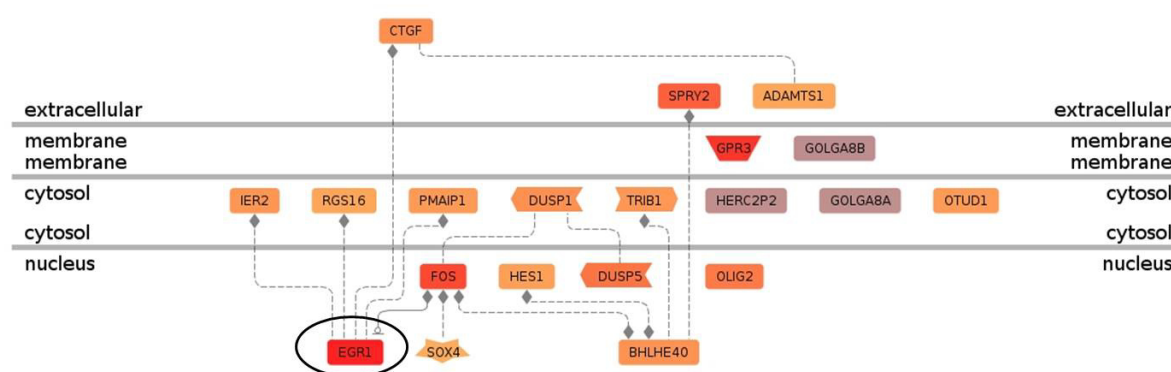 CTGF
SPRY2 ADAMTS1
extracellular extracellular
membrane GPR3 GOLGA8B membrane
membrane membrane
cytosol IER2 RGS16 PMAIP1 DUSP1 TRIB1 HERC2P2 GOLGA8A OTUD1 cytosol
cytosol cytosol
nucleus nucleus
FOS HES1 DUSP5 OLIG2
EGR1 SOX4 BHLHE40